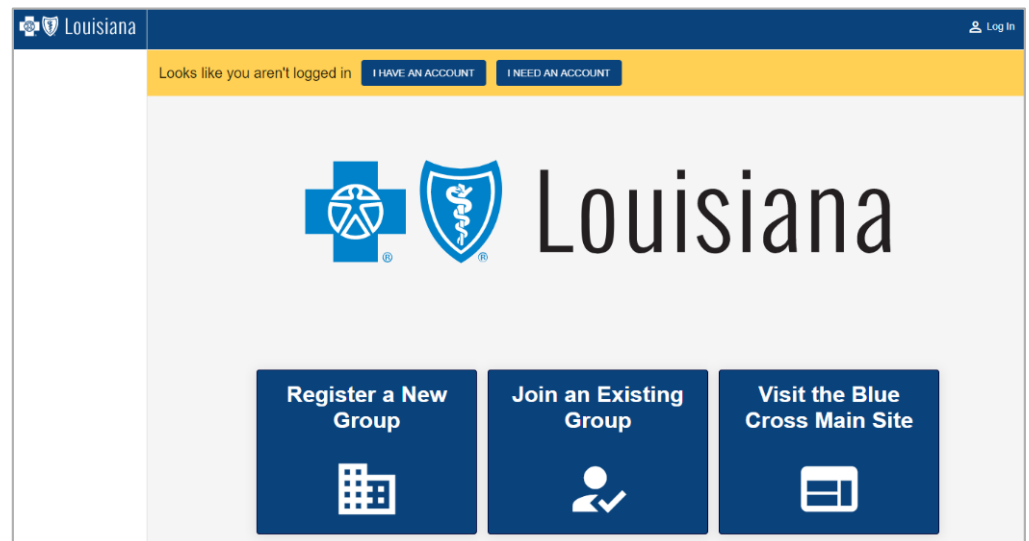 Louisiana
Log In
Looks like you aren't logged in I HAVE AN ACCOUNT I NEED AN ACCOUNT
® ® Louisiana
Register a New
Group
Join an Existing
Group
Visit the Blue
Cross Main Site